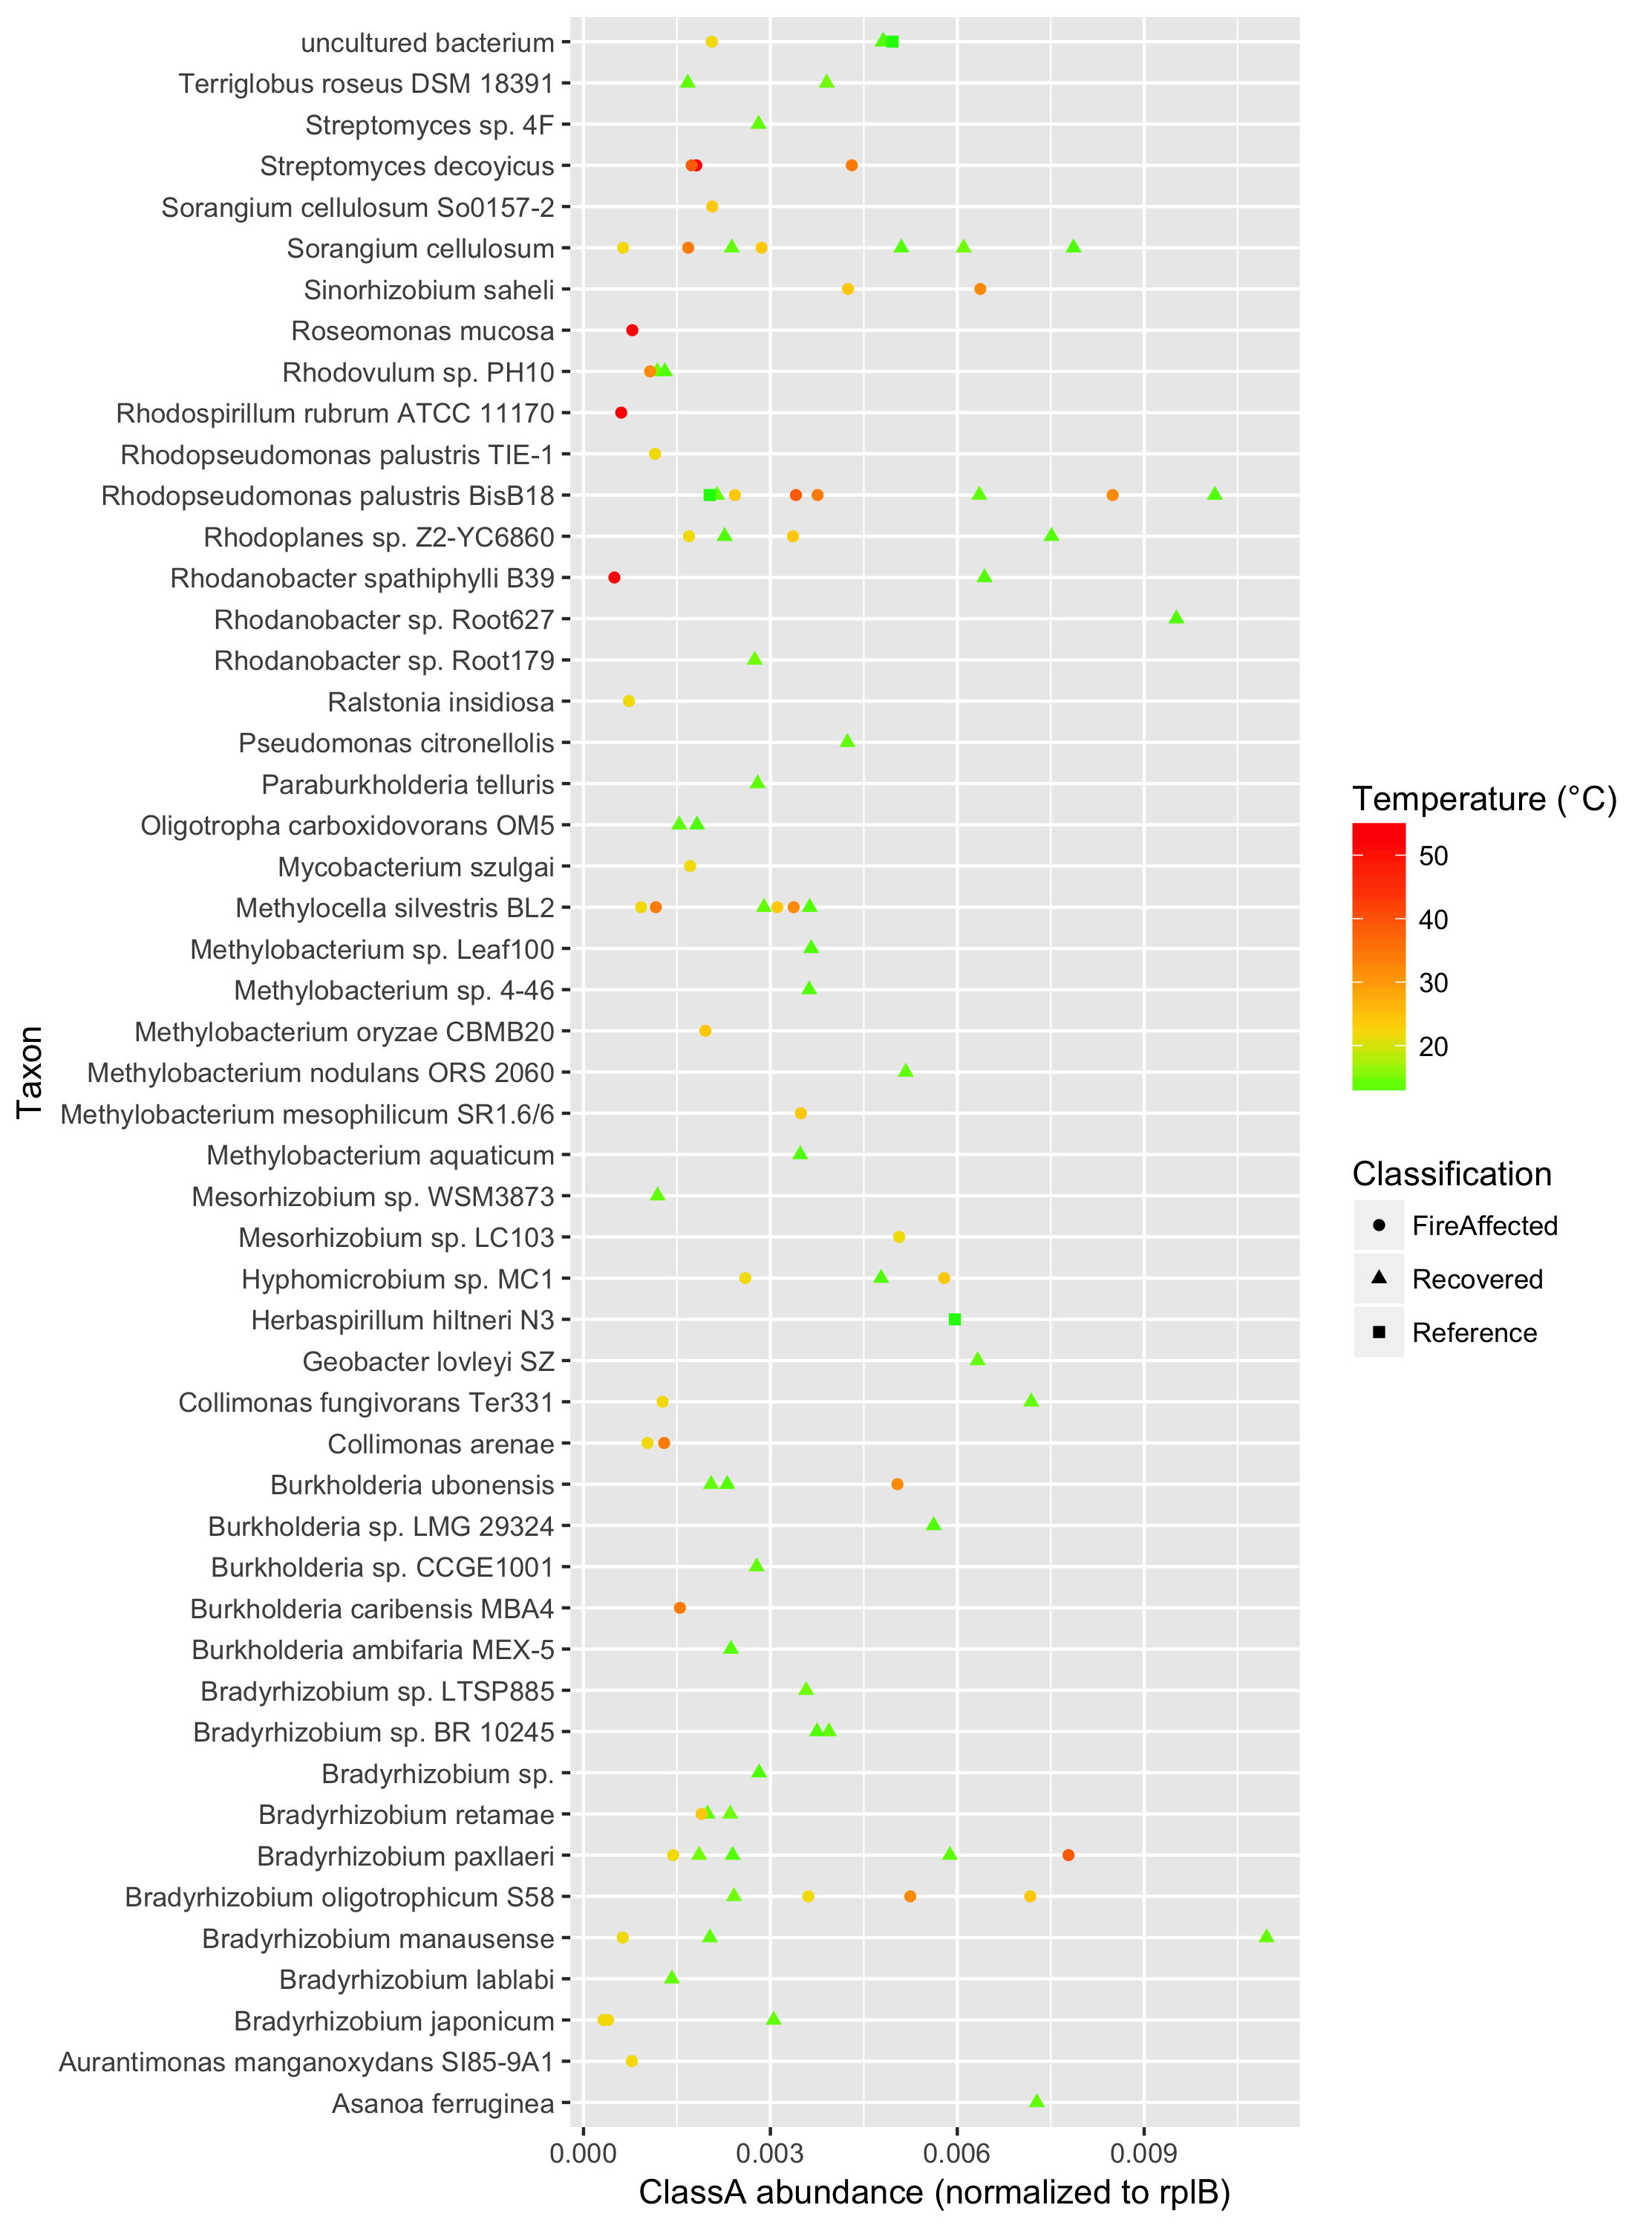 uncultured bacterium
Terriglobus roseus DSM 18391
Streptomyces sp. 4F
Streptomyces decoyicus
Sorangium cellulosum So0157-2
Sorangium cellulosum
Sinorhizobium saheli
Roseomonas mucosa
Rhodovulum sp. PH10
Rhodospirillum rubrum ATCC 11170
Rhodopseudomonas palustris TIE-1
Rhodopseudomonas palustris BisB18
Rhodoplanes sp. Z2-YC6860
Rhodanobacter spathiphylli B39
Rhodanobacter sp. Root627
Rhodanobacter sp. Root179
Ralstonia insidiosa
Pseudomonas citronellolis
Paraburkholderia telluris
Oligotropha carboxidovorans OM5
Mycobacterium szulgai
Methylocella silvestris BL2
Methylobacterium sp. Leaf100
Methylobacterium sp. 4-46
Methylobacterium oryzae CBMB20
Methylobacterium nodulans ORS 2060
Methylobacterium mesophilicum SR1.6/6
Methylobacterium aquaticum
Mesorhizobium sp. WSM3873
Mesorhizobium sp. LC103
Hyphomicrobium sp. MC1
Herbaspirillum hiltneri N3
Geobacter lovleyi SZ
Collimonas fungivorans Ter331
Collimonas arenae
Burkholderia ubonensis
Burkholderia sp. LMG 29324
Burkholderia sp. CCGE1001
Burkholderia caribensis MBA4
Burkholderia ambifaria MEX-5
Bradyrhizobium sp. LTSP885
Bradyrhizobium sp. BR 10245
Bradyrhizobium sp.
Bradyrhizobium retamae
Bradyrhizobium paxllaeri
Bradyrhizobium oligotrophicum S58
Bradyrhizobium manausense
Bradyrhizobium lablabi
Bradyrhizobium japonicum
Aurantimonas manganoxydans SI85-9A1
Asanoa ferruginea
Taxon
0.000 0.003 0.006 0.009
ClassA abundance (normalized to rplB)
Temperature (°C)
50
40
30
20
Classification
FireAffected
Recovered
Reference